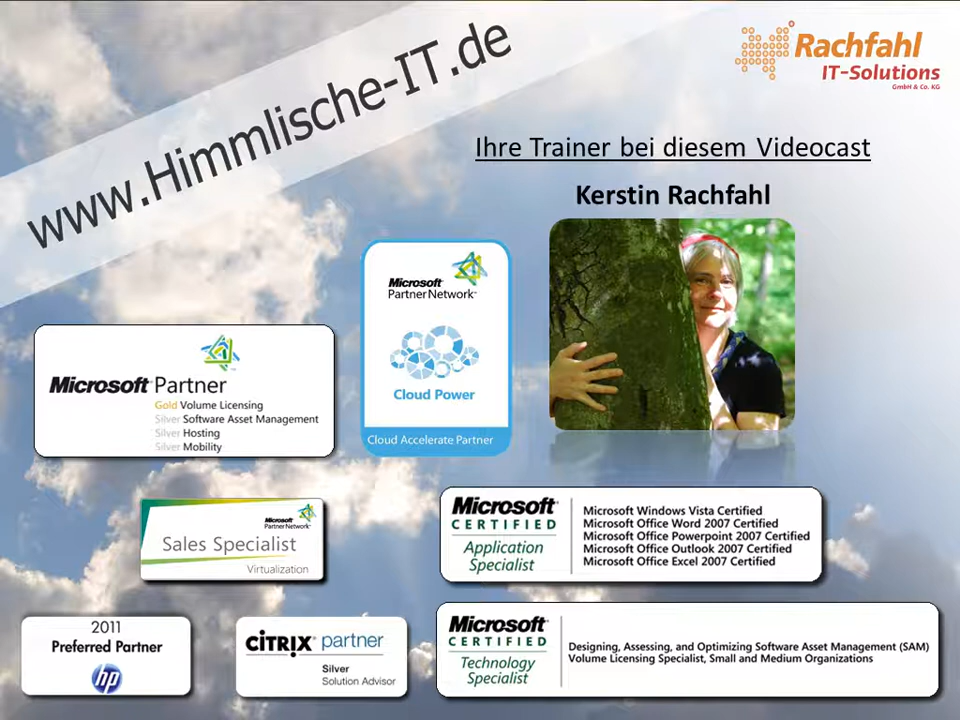 www.Himmlische-IT.de
Rachfahl
IT-Solutions
GmbH & Co. KG
Ihre Trainer bei diesem Videocast
Kerstin Rachfahl
Microsoft
PartnerNetwork
Cloud Power
Cloud Accelerate Partner
Microsoft Partner
Gold Volume Licensing
Silver Software Asset Management
Silver Hosting
Silver Mobility
Microsoft
PartnerNetwork
Sales Specialist
Virtualization
Microsoft
CERTIFIED
Application
Specialist
Microsoft Windows Vista Certified
Microsoft Office Word 2007 Certified
Microsoft Office Powerpoint 2007 Certified
Microsoft Office Outlook 2007 Certified
Microsoft Office Excel 2007 Certified
2011
Preferred Partner
hp
CITRIX partner
Silver
Solution Advisor
Microsoft
CERTIFIED
Technology
Specialist
Designing, Assessing, and Optimizing Software Asset Management (SAM)
Volume Licensing Specialist, Small and Medium Organizations